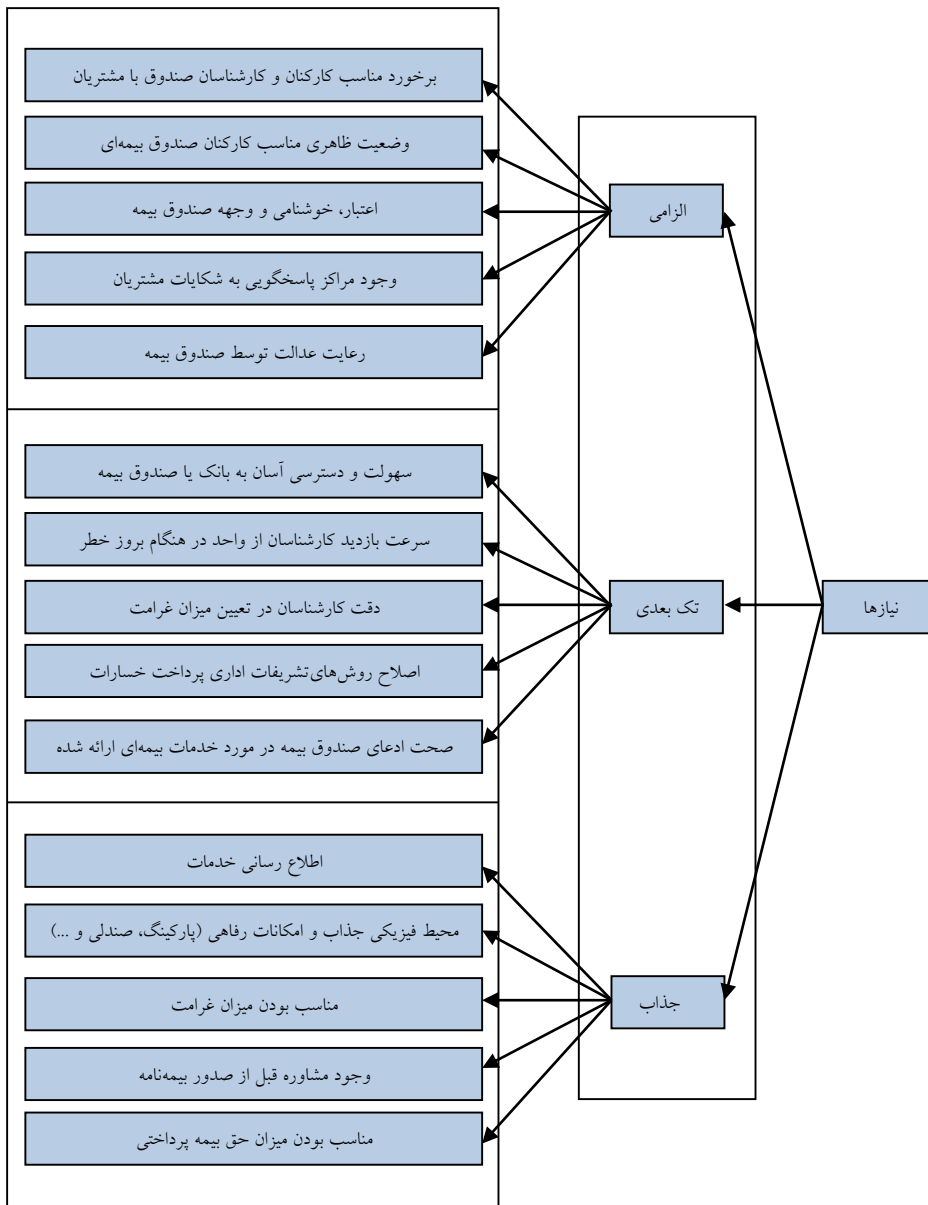 نیازها
الزامی
برخورد مناسب کارکنان و کارشناسان صندوق با مشتریان
وضعیت ظاهری مناسب کارکنان صندوق بیمه‌ای
اعتبار، خوشنامی و وجهه صندوق بیمه
وجود مراکز پاسخگویی به شکایات مشتریان
رعایت عدالت توسط صندوق بیمه
تک بعدی
سهولت و دسترسی آسان به بانک یا صندوق بیمه
سرعت بازدید کارشناسان از واحد در هنگام بروز خطر
دقت کارشناسان در تعیین میزان غرامت
اصلاح روش‌های‌تشریفات اداری پرداخت خسارات
صحت ادعای صندوق بیمه در مورد خدمات بیمه‌ای ارائه شده
جذاب
اطلاع رسانی خدمات
محیط فیزیکی جذاب و امکانات رفاهی (پارکینگ، صندلی و ...)
مناسب بودن میزان غرامت
وجود مشاوره قبل از صدور بیمه‌نامه
مناسب بودن میزان حق بیمه پرداختی